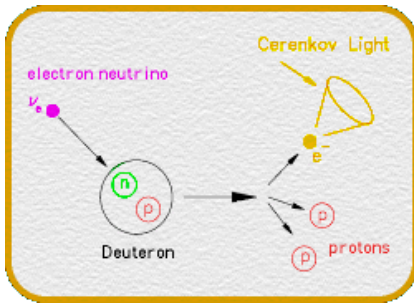 Cerenkov Light
electron neutrino
νe
e⁻
n
p
p
p
protons
Deuteron